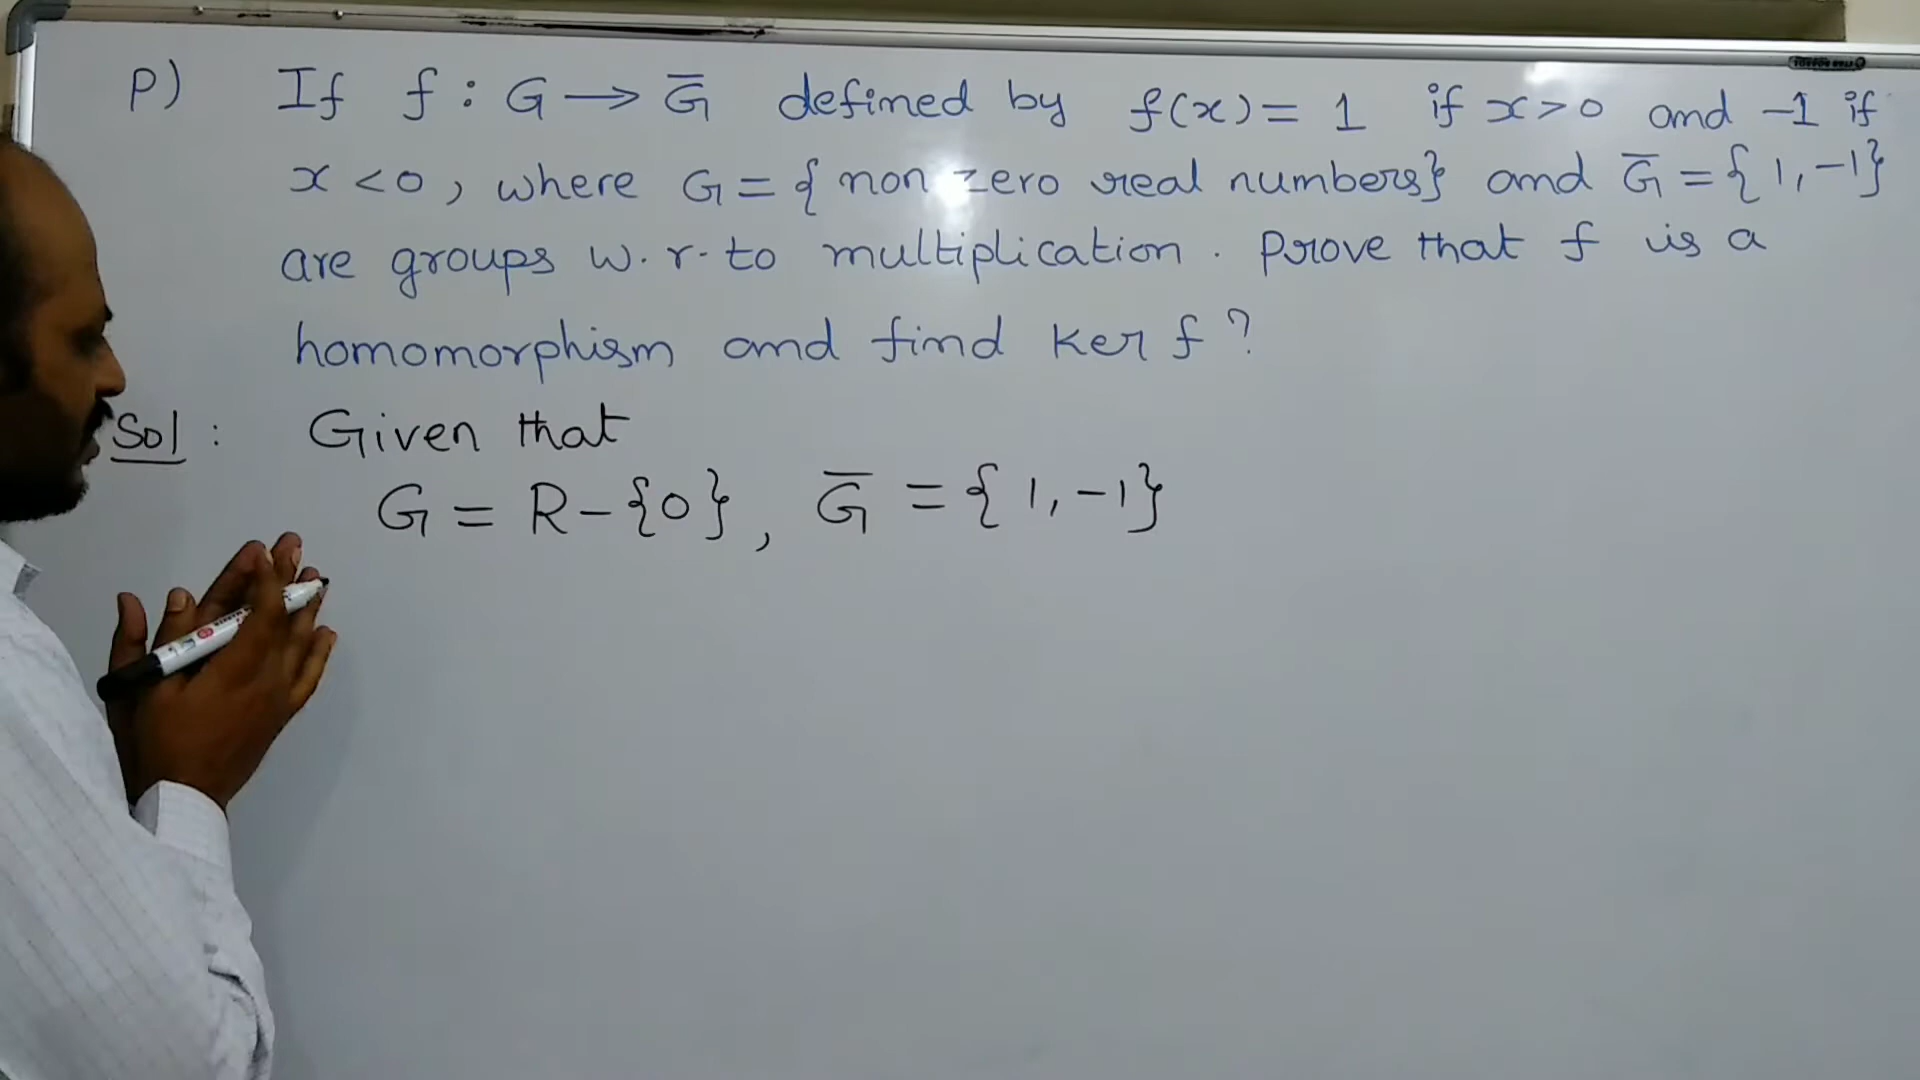 P) If f : G → G̅ defined by f(x) = 1 if x > 0 and -1 if
x < 0, where G = { non zero real numbers} and G̅ = { 1, -1}
are groups w.r.to multiplication. Prove that f is a
homomorphism and find Ker f ?
Sol : Given that
G = R - {0}, G̅ = { 1, -1}